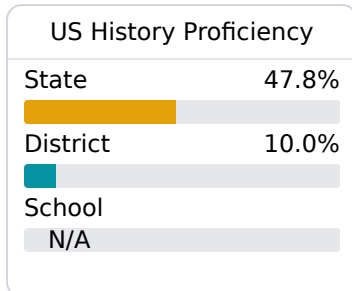 US History Proficiency
State 47.8%
District 10.0%
School
N/A